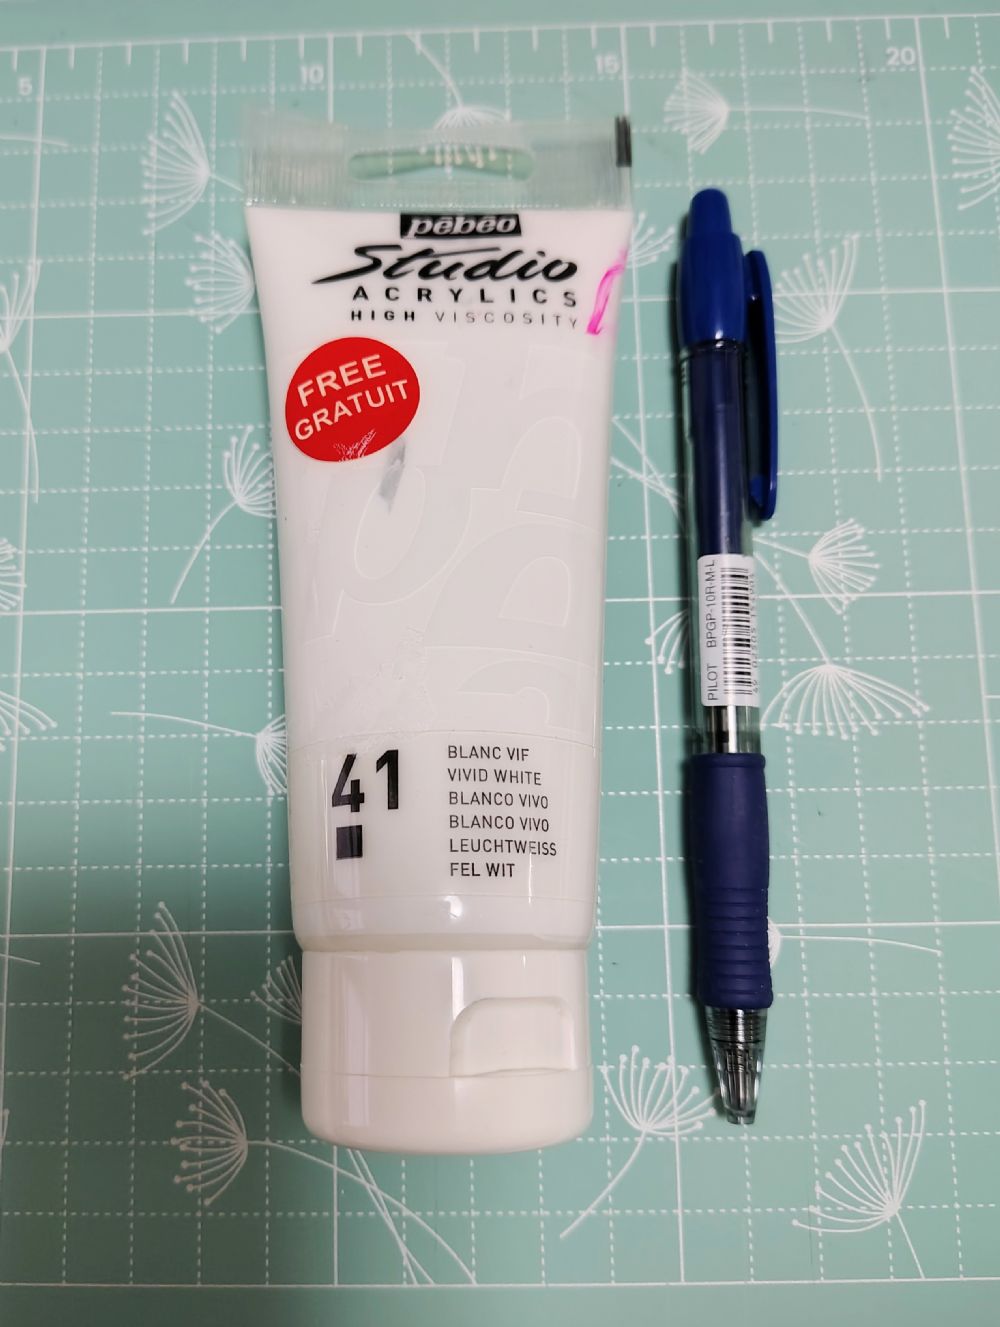 5
10
15
20
pébéo
Studio
ACRYLICS
HIGH VISCOSITY
FREE
GRATUIT
41
BLANC VIF
VIVID WHITE
BLANCO VIVO
BLANCO VIVO
LEUCHTWEISS
FEL WIT
PILOT BPGP-10R-M-L